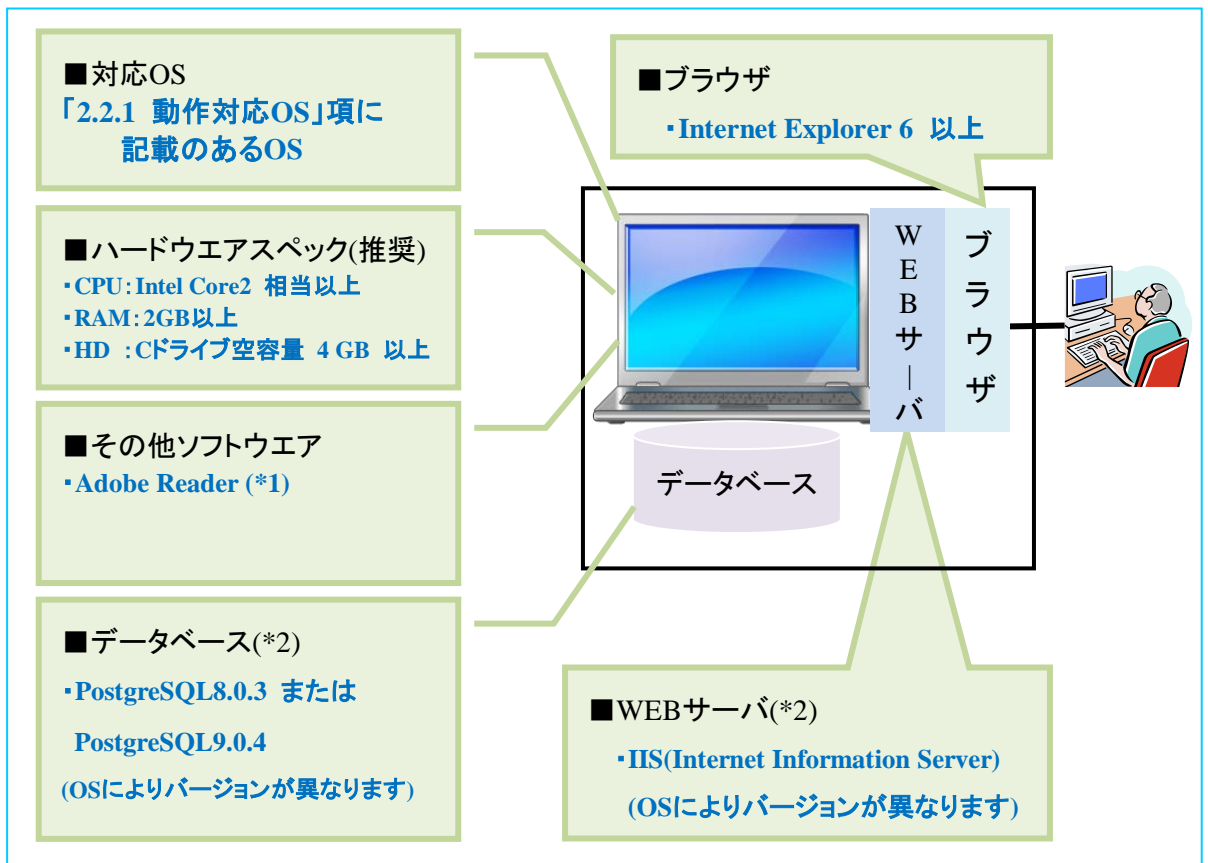 ■対応OS
「2.2.1 動作対応OS」項に
記載のあるOS
■ブラウザ
・Internet Explorer 6 以上
■ハードウエアスペック(推奨)
・CPU：Intel Core2 相当以上
・RAM：2GB以上
・HD ：Cドライブ空容量 4 GB 以上
WEBサーバ
ブラウザ
■その他ソフトウエア
・Adobe Reader (*1)
データベース
■データベース(*2)
・PostgreSQL8.0.3 または
PostgreSQL9.0.4
(OSによりバージョンが異なります)
■WEBサーバ(*2)
・IIS(Internet Information Server)
(OSによりバージョンが異なります)